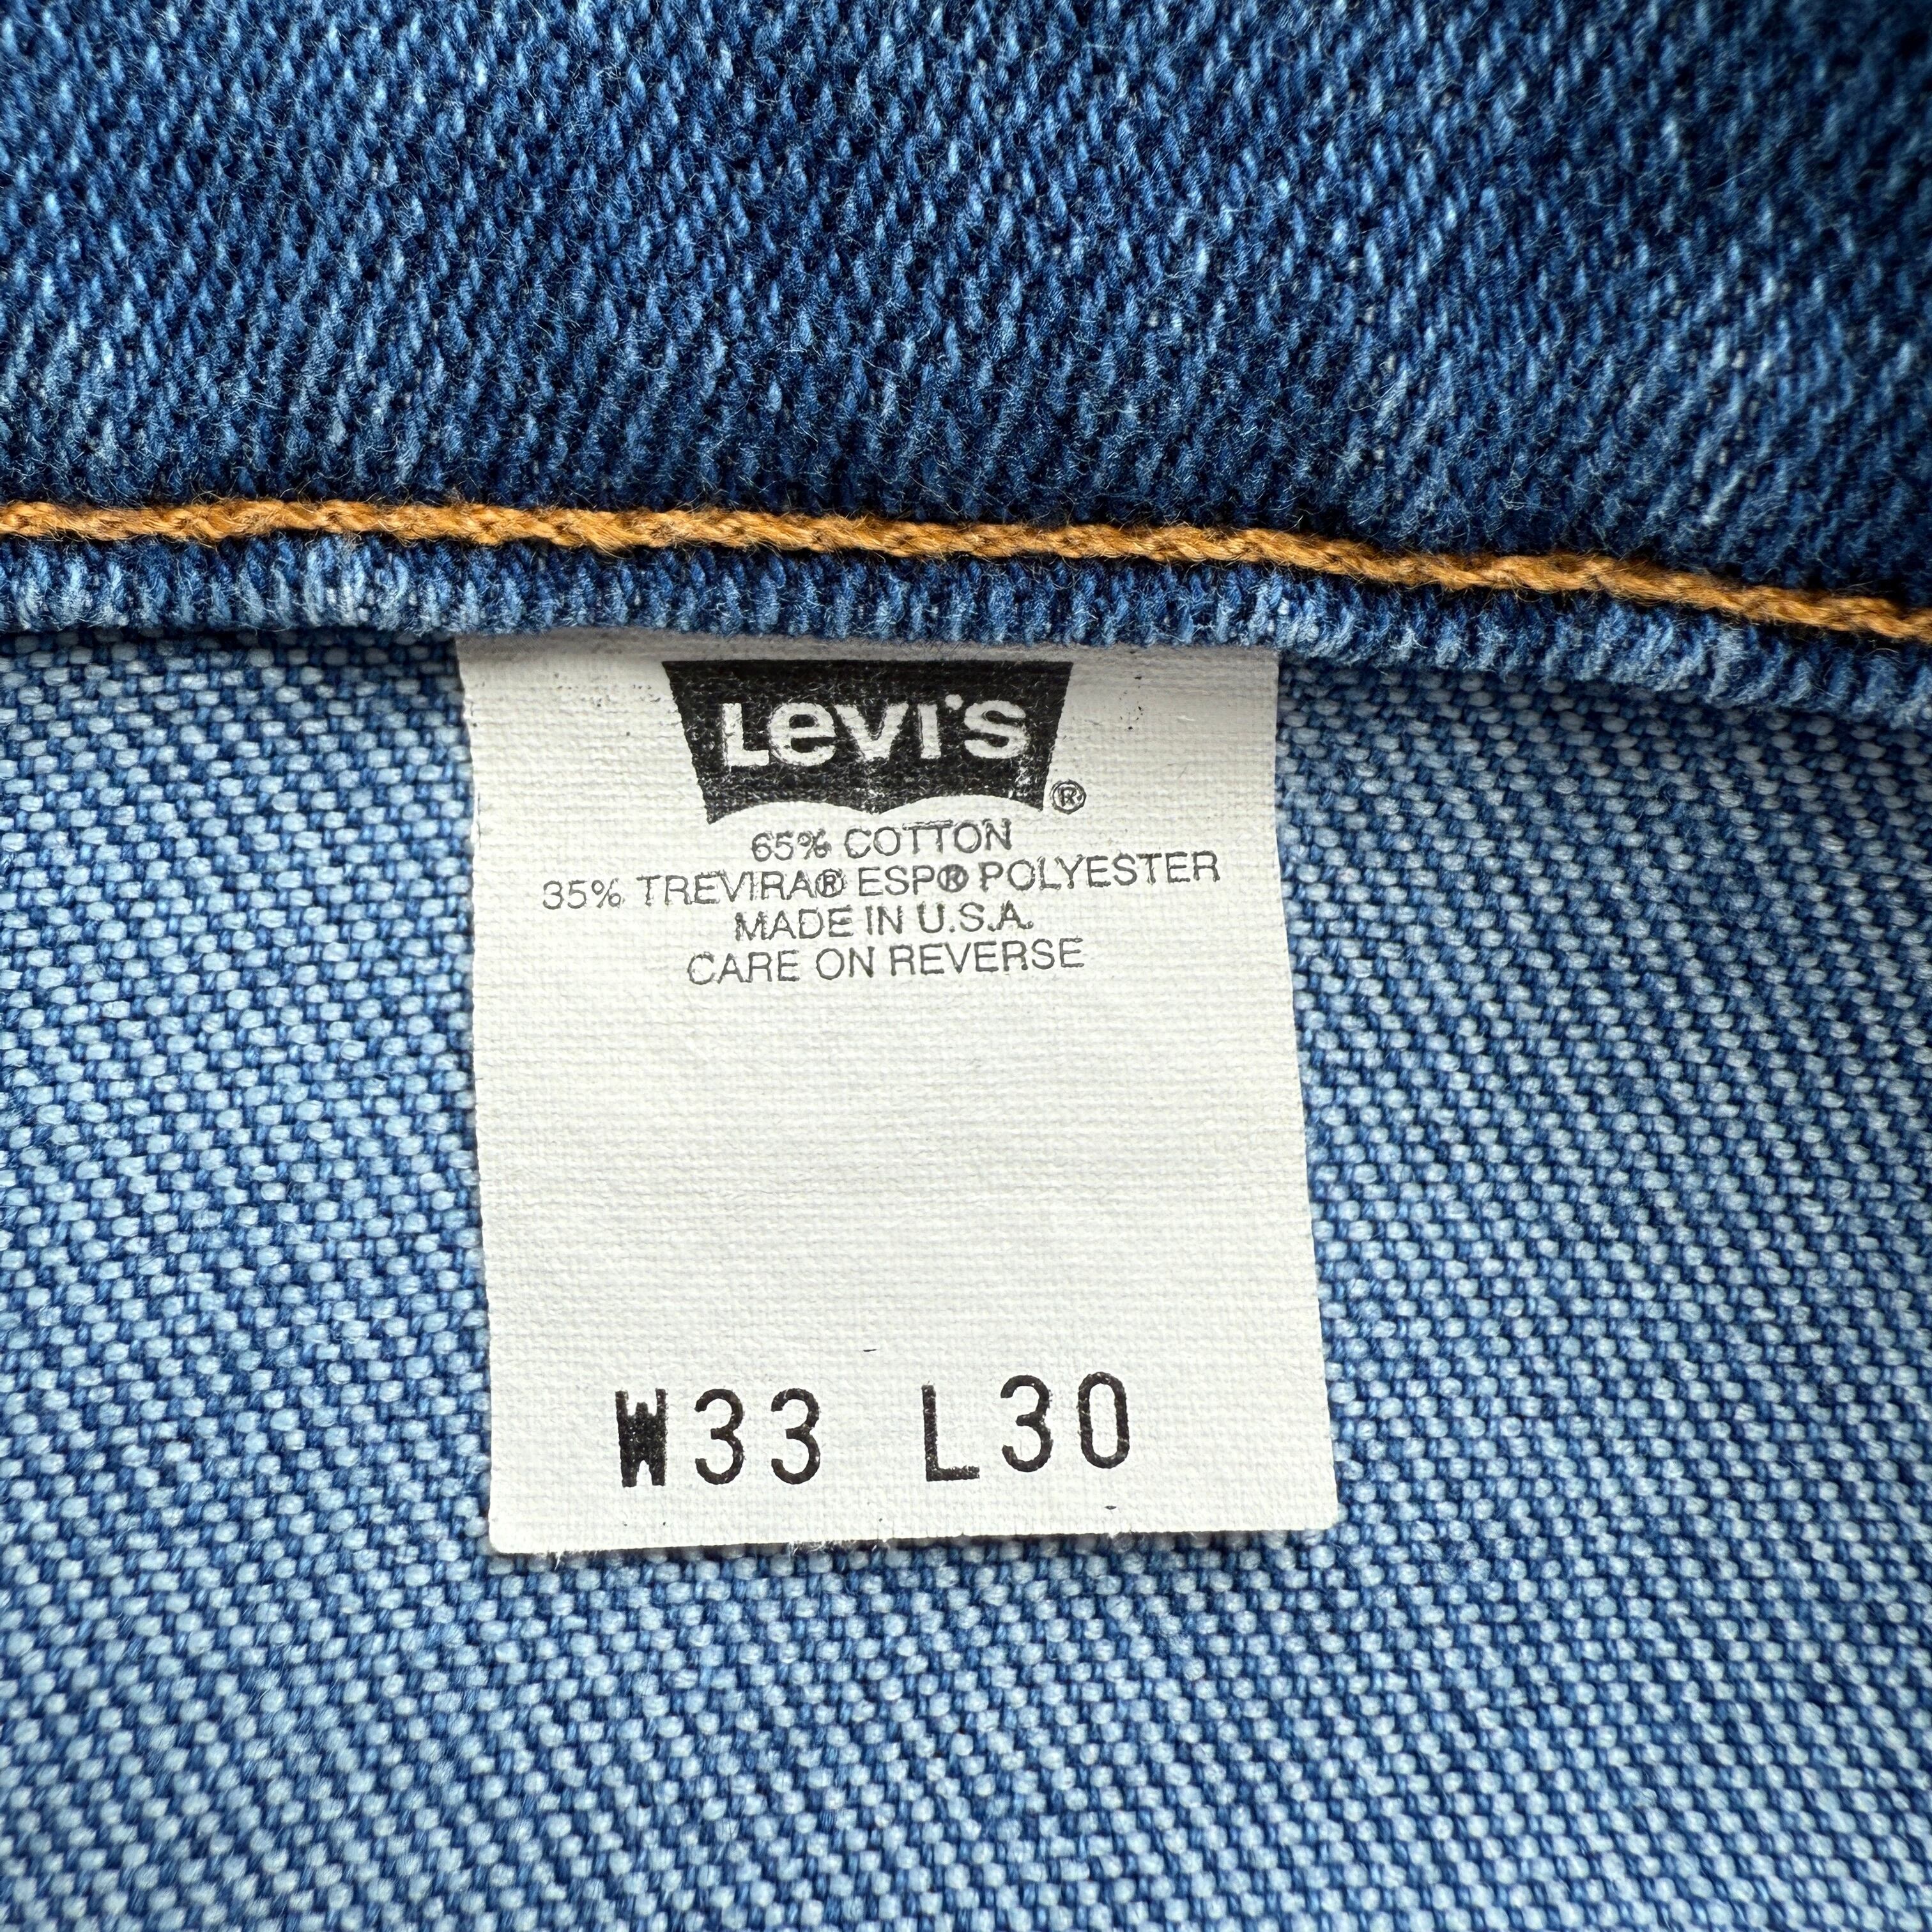 Levi's
®
65% COTTON
35% TREVIRA® ESP® POLYESTER
MADE IN U.S.A.
CARE ON REVERSE
W33 L30